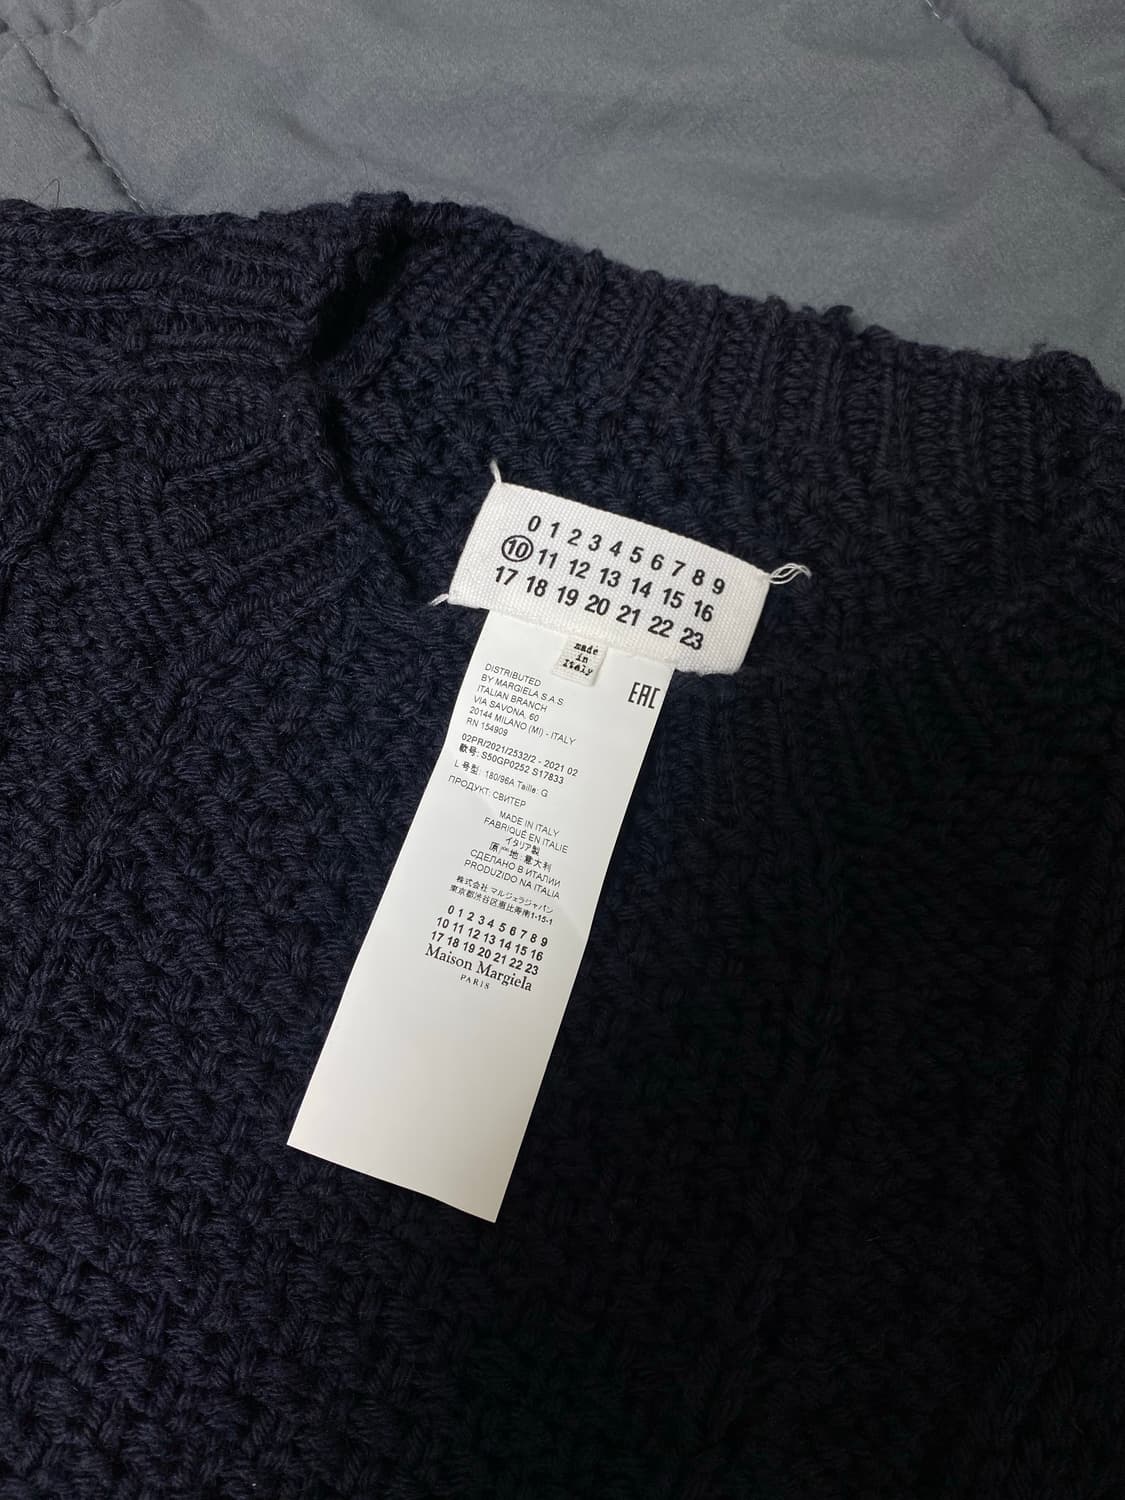 0 1 2 3 4 5 6 7 8 9
10 11 12 13 14 15 16
17 18 19 20 21 22 23
made
in
Italy
EAC
DISTRIBUTED
BY MARGIELA S.A.S.
ITALIAN BRANCH
VIA SAVONA, 60
20144 MILANO (MI) - ITALY
RN 154909
02PR/2021/2532/2 - 2021 02
款号: S50GP0252 S17833
L 号型: 180/96A Taille: G
ПРОДУКТ: СВИТЕР
MADE IN ITALY
FABRIQUÉ EN ITALIE
イタリア製
原产地: 意大利
СДЕЛАНО В ИТАЛИИ
PRODUZIDO NA ITALIA
株式会社 マルジェラジャパン
東京都渋谷区恵比寿南1-15-1
0 1 2 3 4 5 6 7 8 9
10 11 12 13 14 15 16
17 18 19 20 21 22 23
Maison Margiela
PARIS